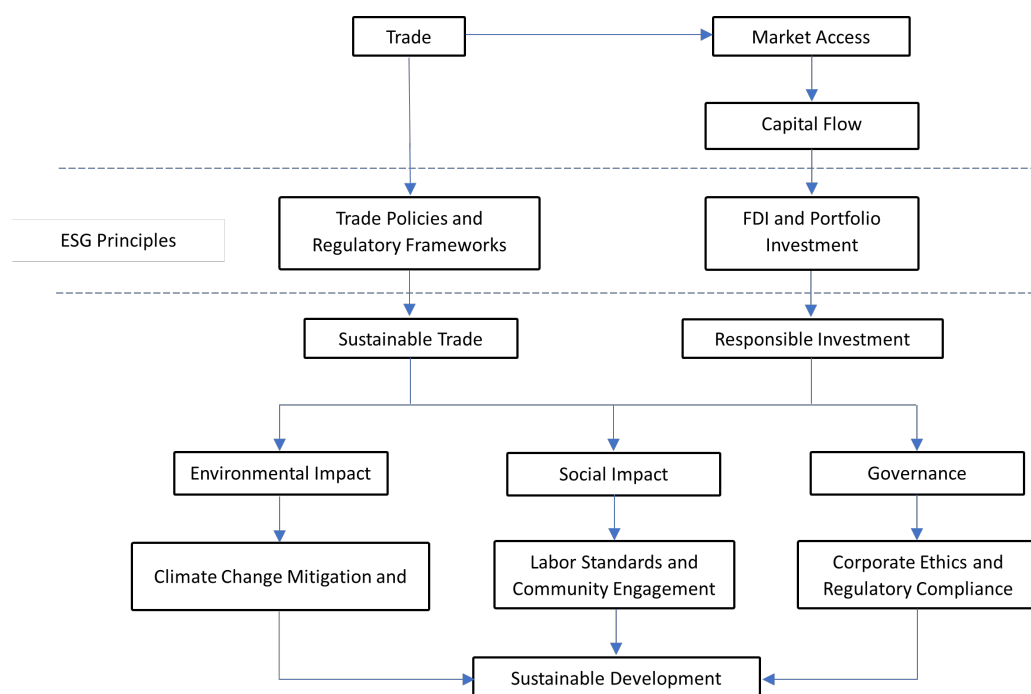 Trade
Market Access
Capital Flow
ESG Principles
Trade Policies and
Regulatory Frameworks
FDI and Portfolio
Investment
Sustainable Trade
Responsible Investment
Environmental Impact
Social Impact
Governance
Climate Change Mitigation and
Labor Standards and
Community Engagement
Corporate Ethics and
Regulatory Compliance
Sustainable Development